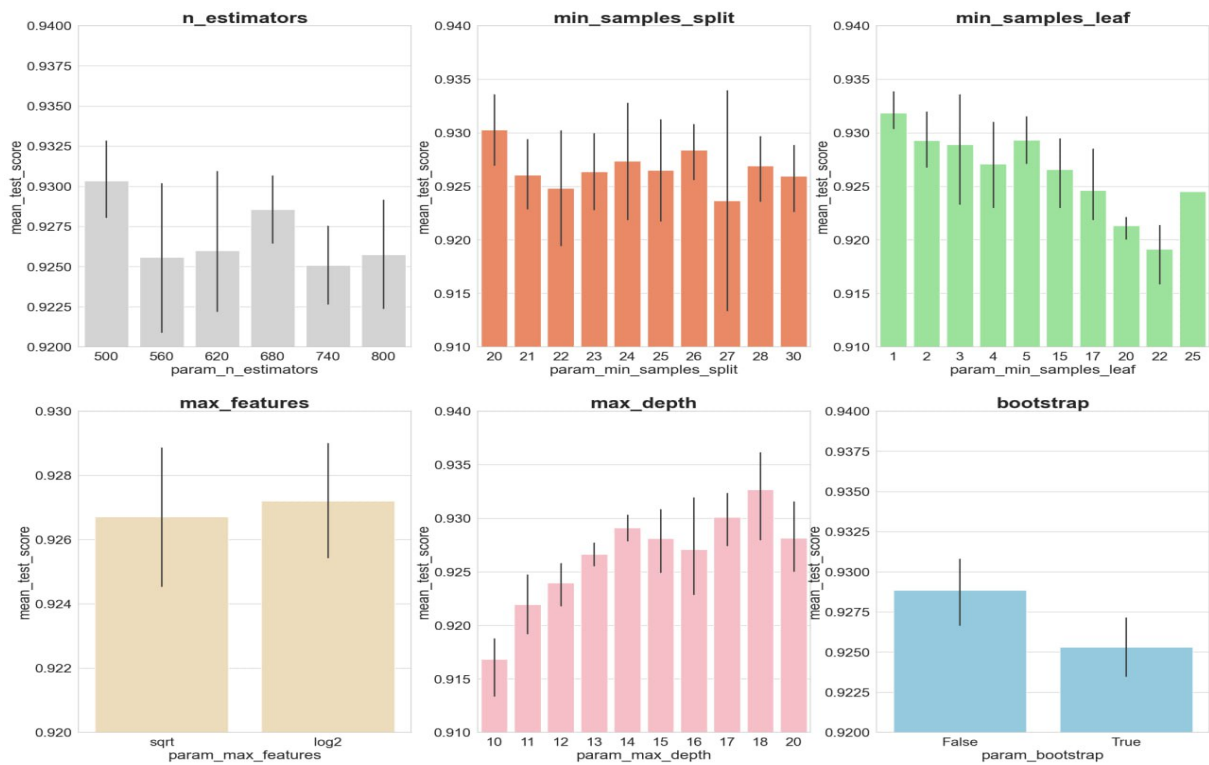 n_estimators
0.9400
0.9375
0.9350
0.9325
0.9300
0.9275
0.9250
0.9225
0.9200
mean_test_score
500 560 620 680 740 800
param_n_estimators
min_samples_split
0.940
0.935
0.930
0.925
0.920
0.915
0.910
mean_test_score
20 21 22 23 24 25 26 27 28 30
param_min_samples_split
min_samples_leaf
0.940
0.935
0.930
0.925
0.920
0.915
0.910
mean_test_score
1 2 3 4 5 15 17 20 22 25
param_min_samples_leaf
max_features
0.930
0.928
0.926
0.924
0.922
0.920
mean_test_score
sqrt log2
param_max_features
max_depth
0.940
0.935
0.930
0.925
0.920
0.915
0.910
mean_test_score
10 11 12 13 14 15 16 17 18 20
param_max_depth
bootstrap
0.9400
0.9375
0.9350
0.9325
0.9300
0.9275
0.9250
0.9225
0.9200
mean_test_score
False True
param_bootstrap